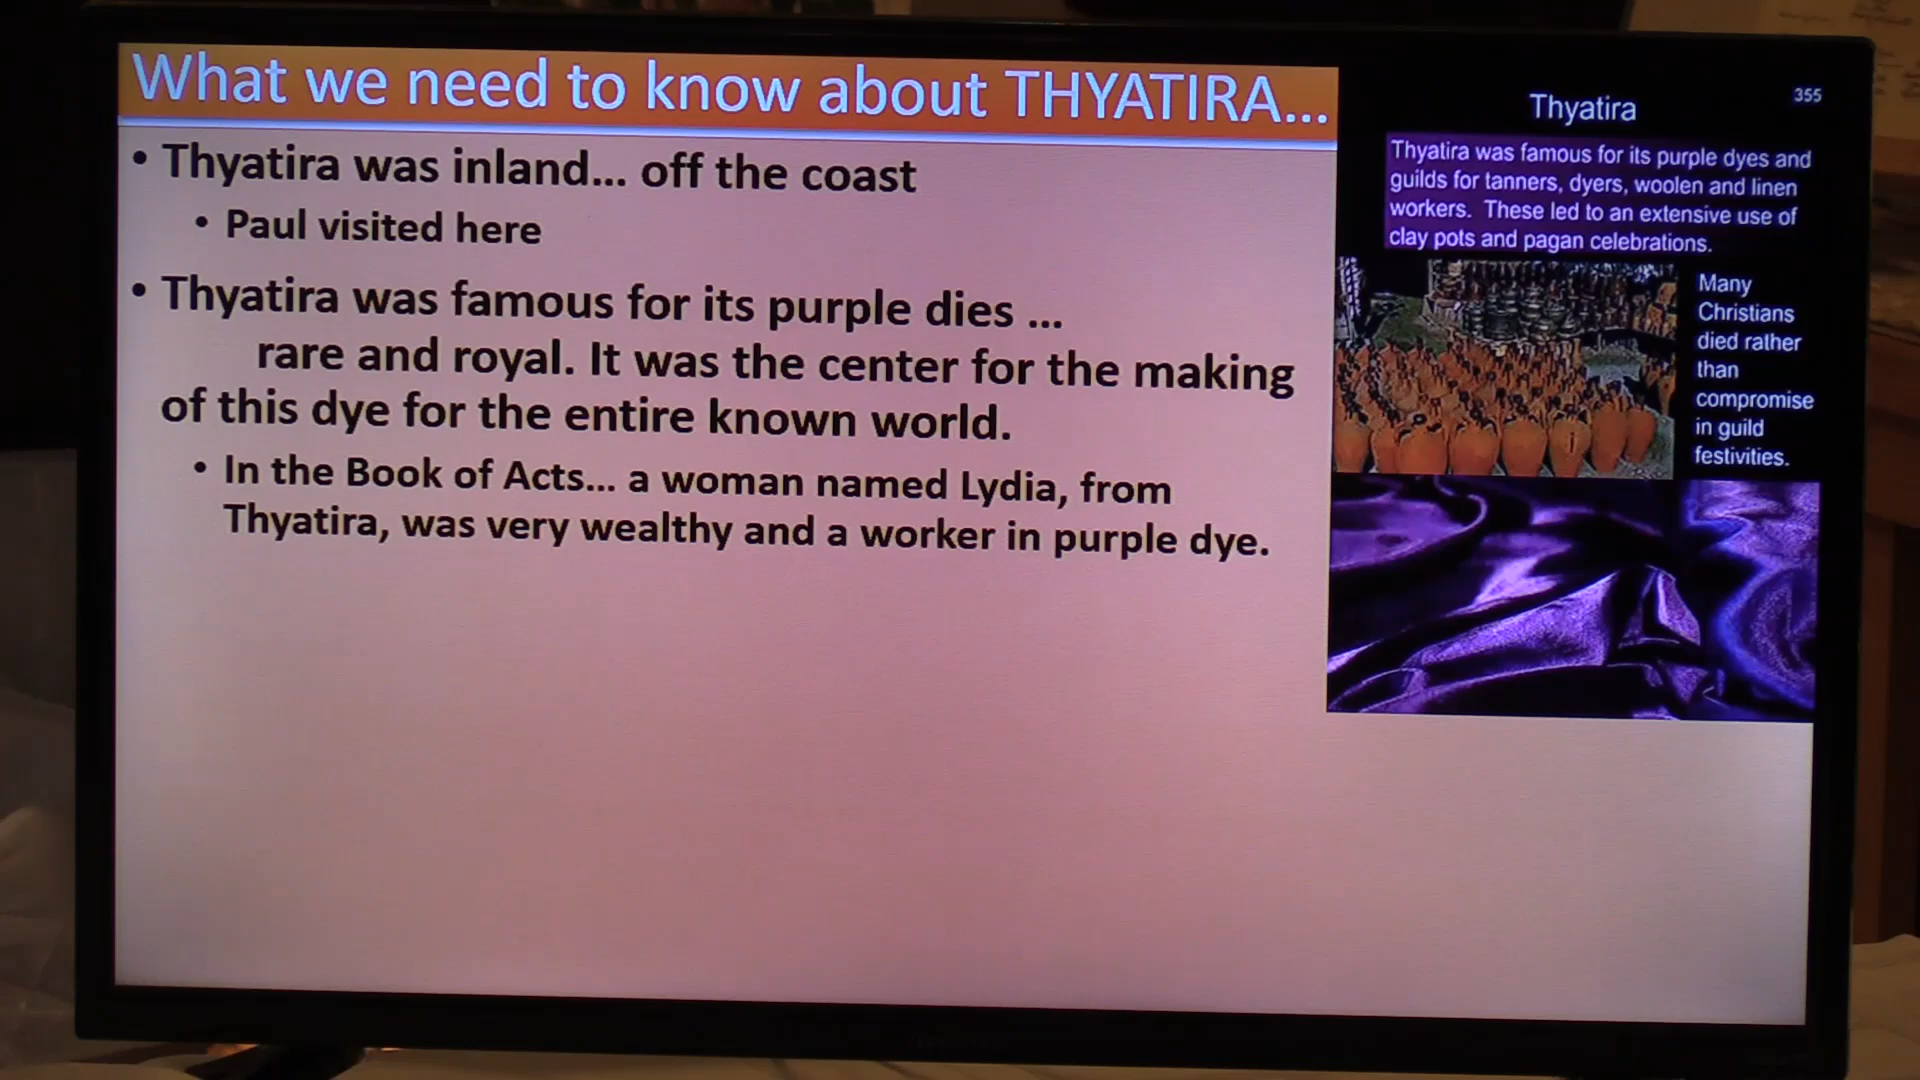 What we need to know about THYATIRA...
• Thyatira was inland... off the coast
• Paul visited here
• Thyatira was famous for its purple dies ...
rare and royal. It was the center for the making
of this dye for the entire known world.
• In the Book of Acts... a woman named Lydia, from
Thyatira, was very wealthy and a worker in purple dye.
355
Thyatira
Thyatira was famous for its purple dyes and
guilds for tanners, dyers, woolen and linen
workers. These led to an extensive use of
clay pots and pagan celebrations.
Many
Christians
died rather
than
compromise
in guild
festivities.